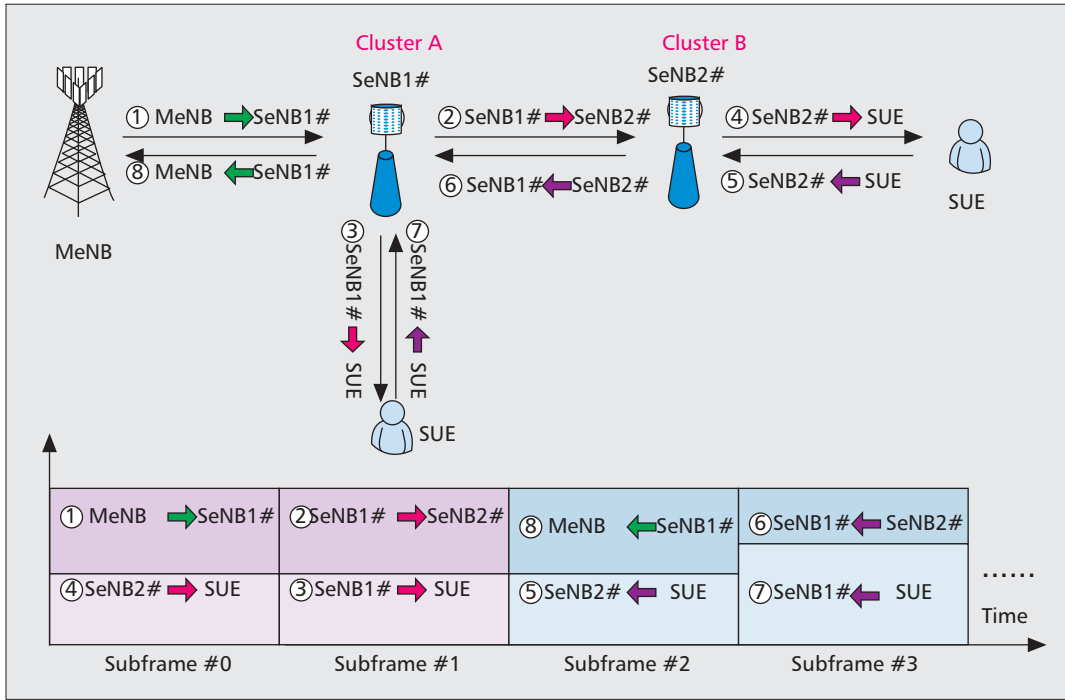 Cluster A
Cluster B
SeNB1#
SeNB2#
① MeNB SeNB1#
② SeNB1# SeNB2#
④ SeNB2# SUE
⑧ MeNB SeNB1#
⑥ SeNB1# SeNB2#
⑤ SeNB2# SUE
MeNB
SUE
③ SeNB1# SUE
⑦ SeNB1# SUE
SUE
① MeNB SeNB1#
② SeNB1# SeNB2#
⑧ MeNB SeNB1#
⑥ SeNB1# SeNB2#
④ SeNB2# SUE
③ SeNB1# SUE
⑤ SeNB2# SUE
⑦ SeNB1# SUE
......
Time
Subframe #0
Subframe #1
Subframe #2
Subframe #3